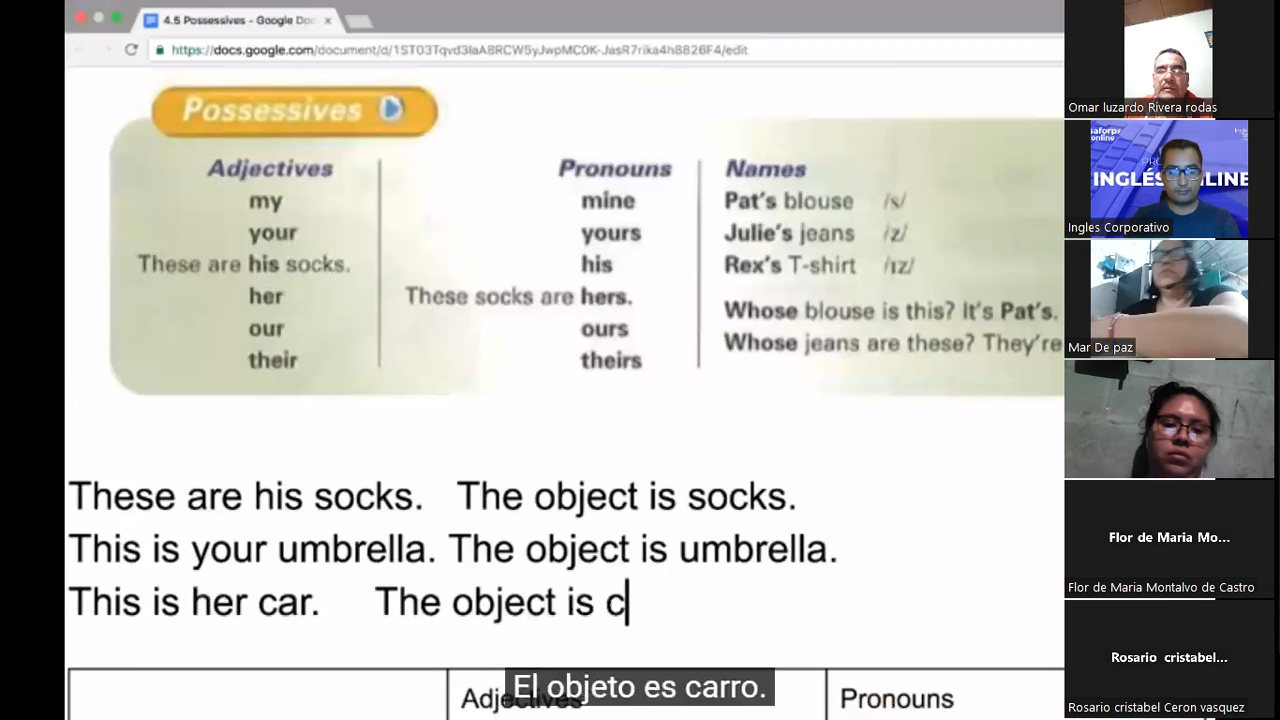 4.5 Possessives - Google Doc
https://docs.google.com/document/d/1ST03Tqvd3laA8RCW5yJwpMC0K-JasR7rika4h8826F4/edit
Possessives
Adjectives
my
your
These are his socks.
her
our
their
Pronouns
mine
yours
his
These socks are hers.
ours
theirs
Names
Pat's blouse /s/
Julie's jeans /z/
Rex's T-shirt /ɪz/
Whose blouse is this? It's Pat's.
Whose jeans are these? They're
These are his socks. The object is socks.
This is your umbrella. The object is umbrella.
This is her car. The object is c
Adjectives
Pronouns
El objeto es carro.
Omar luzardo Rivera rodas
INGLÉS
Ingles Corporativo
Mar De paz
Flor de Maria Mo...
Flor de Maria Montalvo de Castro
Rosario cristabel...
Rosario cristabel Ceron vasquez